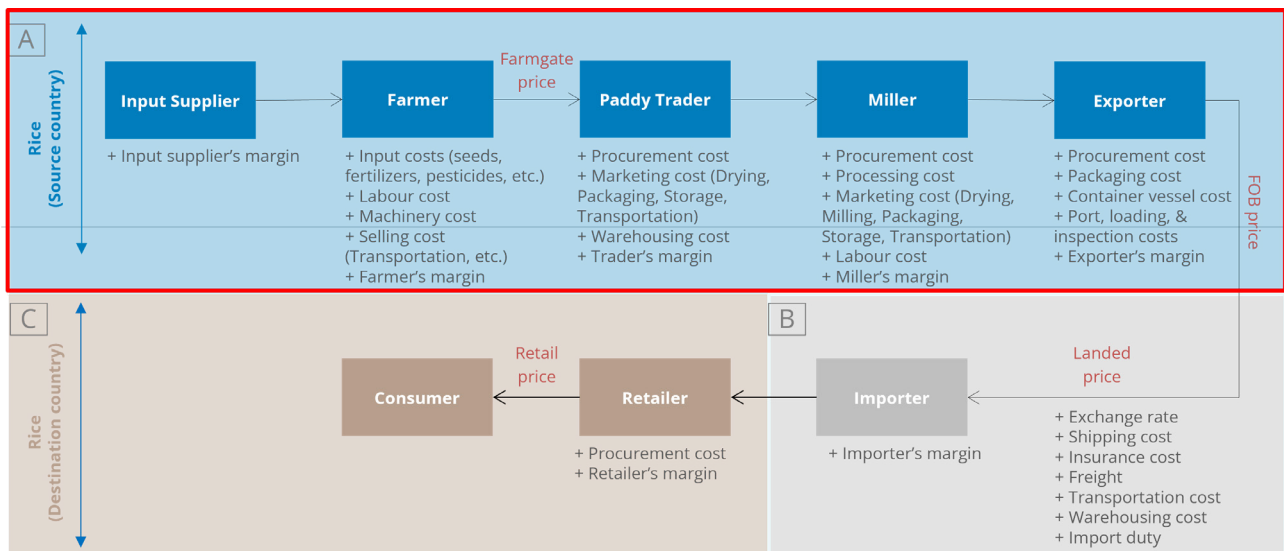 A
Rice
(Source country)
Input Supplier
+ Input supplier's margin
Farmer
+ Input costs (seeds,
fertilizers, pesticides, etc.)
+ Labour cost
+ Machinery cost
+ Selling cost
(Transportation, etc.)
+ Farmer's margin
Farmgate
price
Paddy Trader
+ Procurement cost
+ Marketing cost (Drying,
Packaging, Storage,
Transportation)
+ Warehousing cost
+ Trader's margin
Miller
+ Procurement cost
+ Processing cost
+ Marketing cost (Drying,
Milling, Packaging,
Storage, Transportation)
+ Labour cost
+ Miller's margin
Exporter
+ Procurement cost
+ Packaging cost
+ Container vessel cost
+ Port, loading, &
inspection costs
+ Exporter's margin
FOB price
B
Landed
price
+ Exchange rate
+ Shipping cost
+ Insurance cost
+ Freight
+ Transportation cost
+ Warehousing cost
+ Import duty
Importer
+ Importer's margin
C
Rice
(Destination country)
Retailer
+ Procurement cost
+ Retailer's margin
Retail
price
Consumer